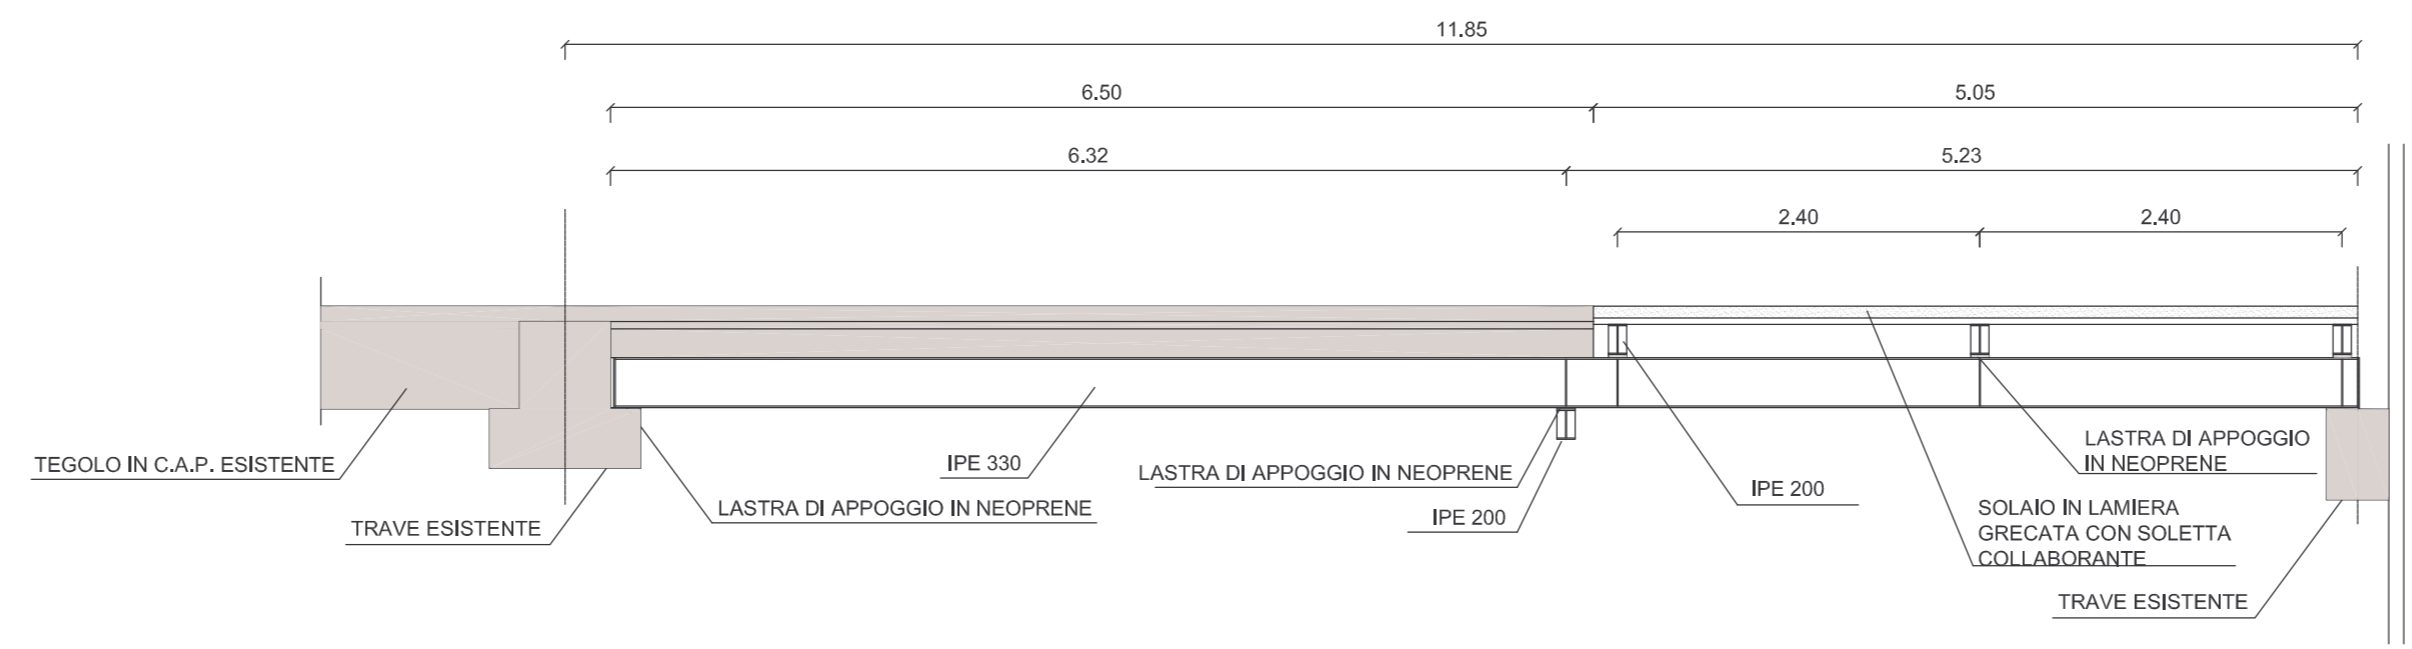 11.85
6.50
5.05
6.32
5.23
2.40
2.40
TEGOLO IN C.A.P. ESISTENTE
TRAVE ESISTENTE
LASTRA DI APPOGGIO IN NEOPRENE
IPE 330
LASTRA DI APPOGGIO IN NEOPRENE
IPE 200
IPE 200
LASTRA DI APPOGGIO
IN NEOPRENE
SOLAIO IN LAMIERA
GRECATA CON SOLETTA
COLLABORANTE
TRAVE ESISTENTE